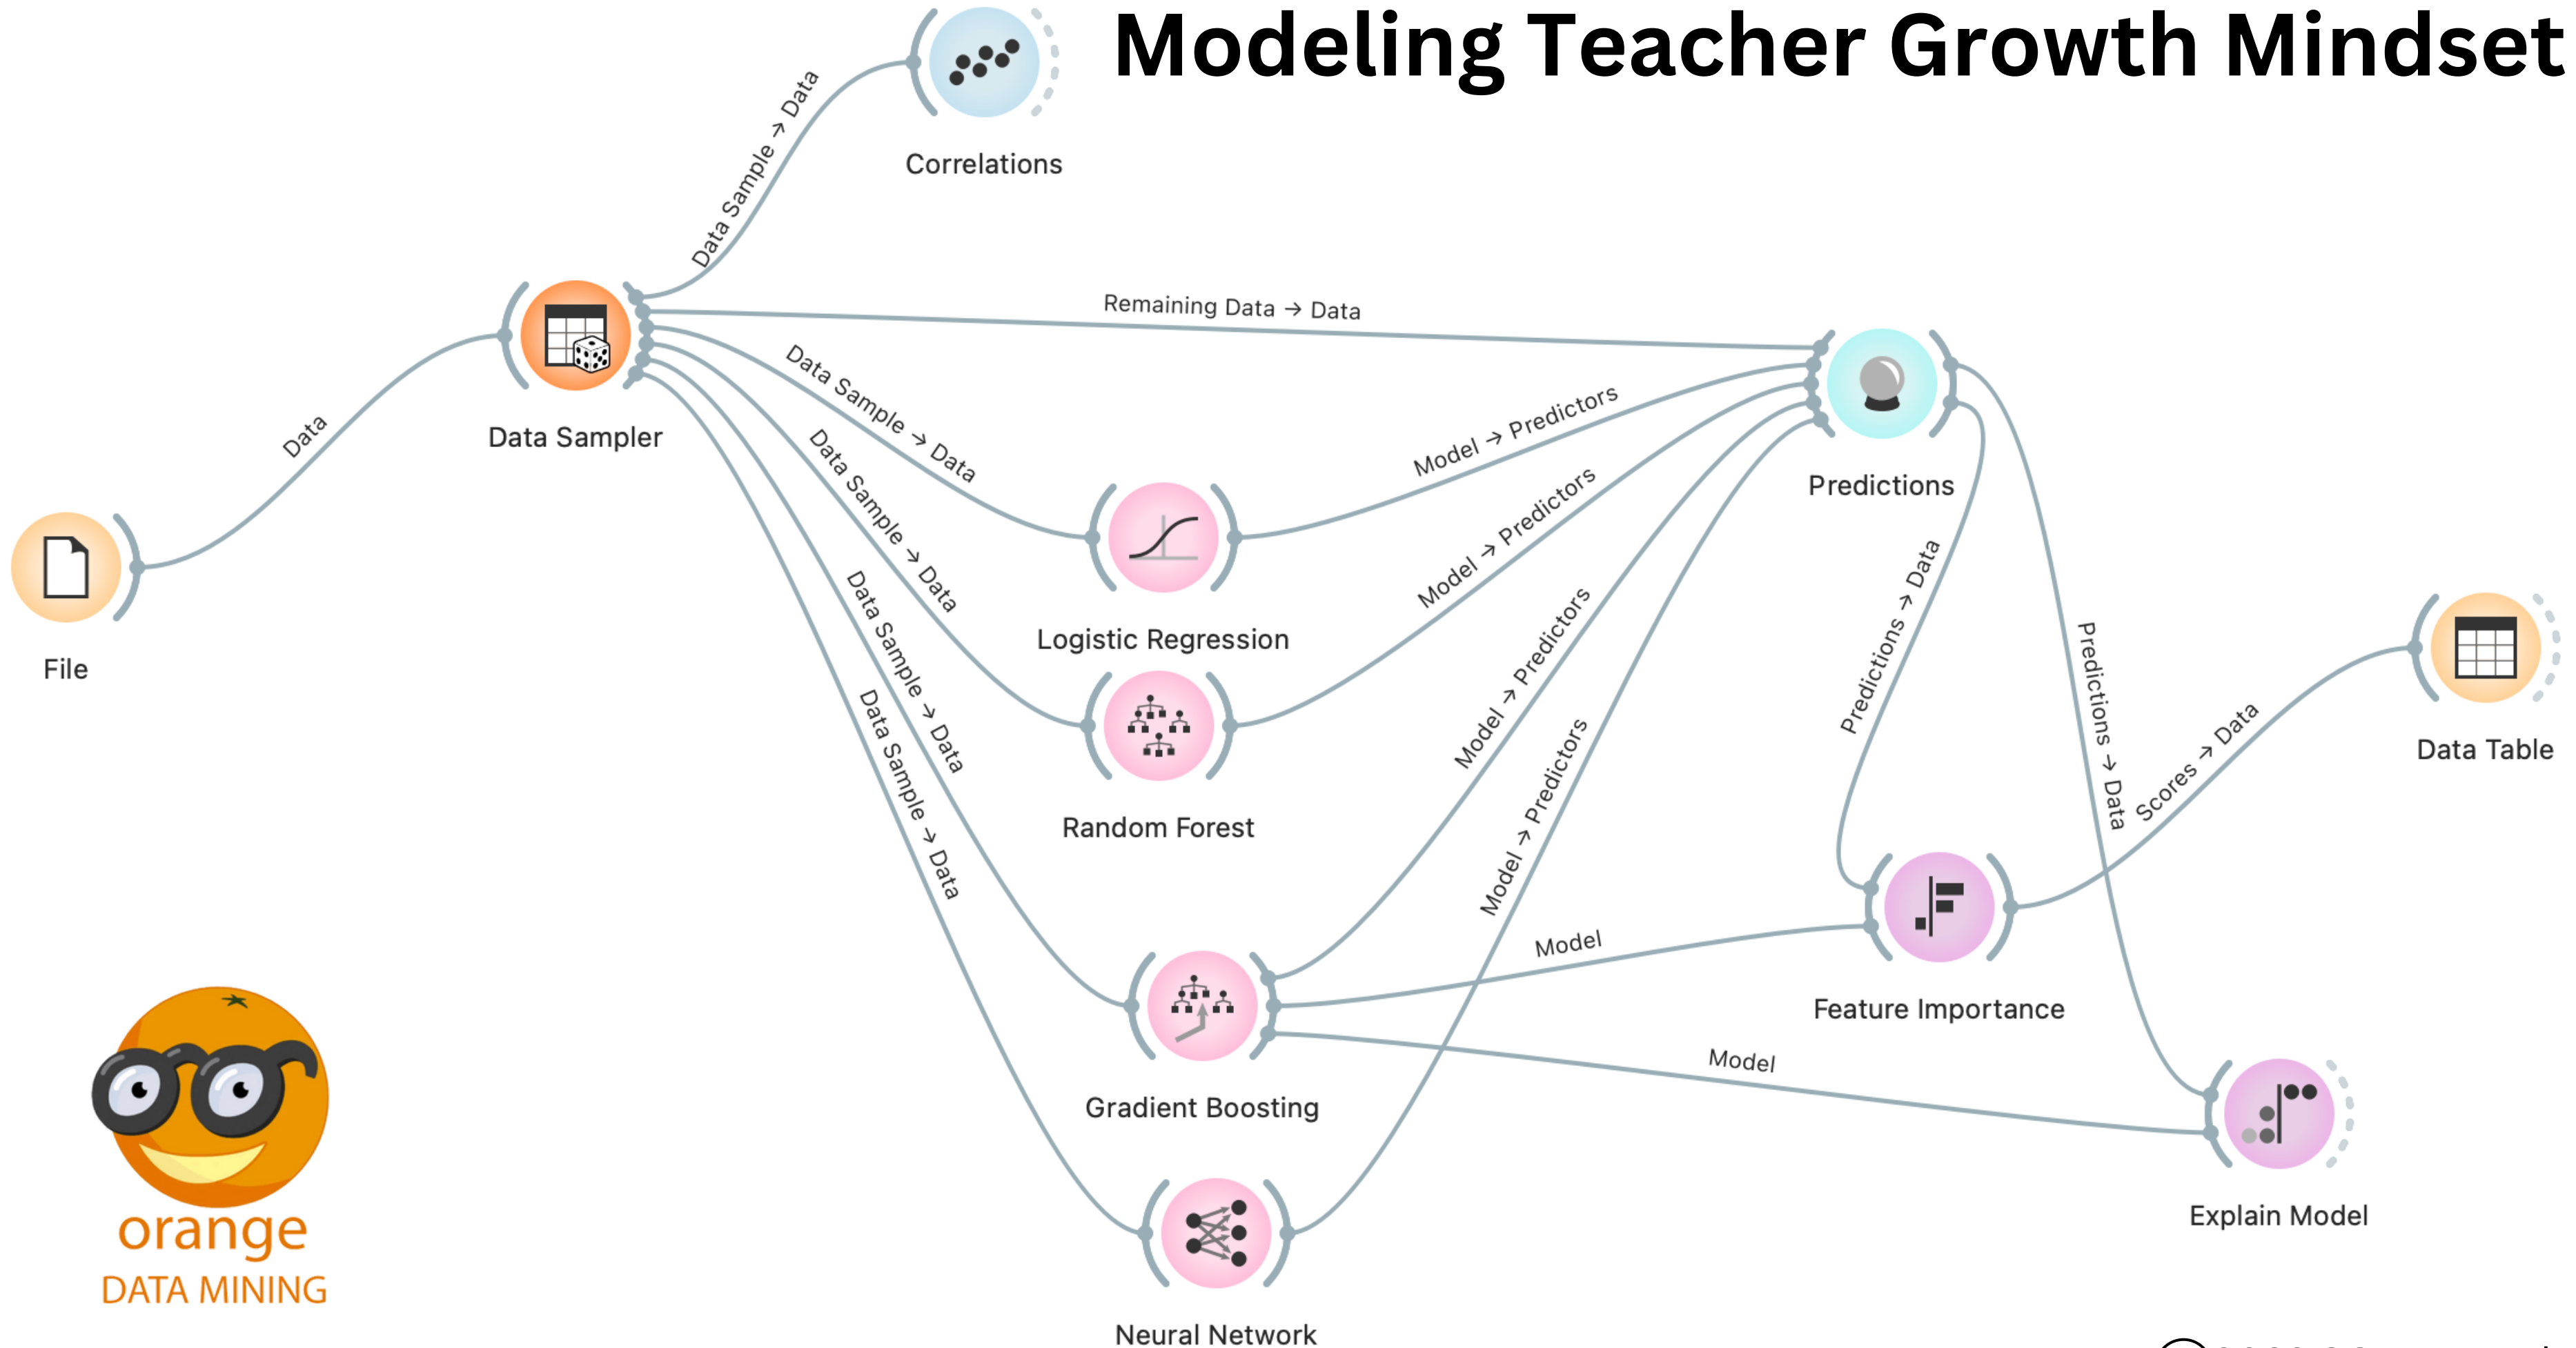 Modeling Teacher Growth Mindset
Data Sample → Data
Correlations
Remaining Data → Data
Data Sampler
Data
File
Data Sample → Data
Data Sample → Data
Data Sample → Data
Data Sample → Data
Logistic Regression
Random Forest
Gradient Boosting
Neural Network
Model → Predictors
Model → Predictors
Model → Predictors
Model → Predictors
Predictions
Predictions → Data
Predictions → Data
Model
Model
Feature Importance
Scores → Data
Data Table
Explain Model
orange
DATA MINING